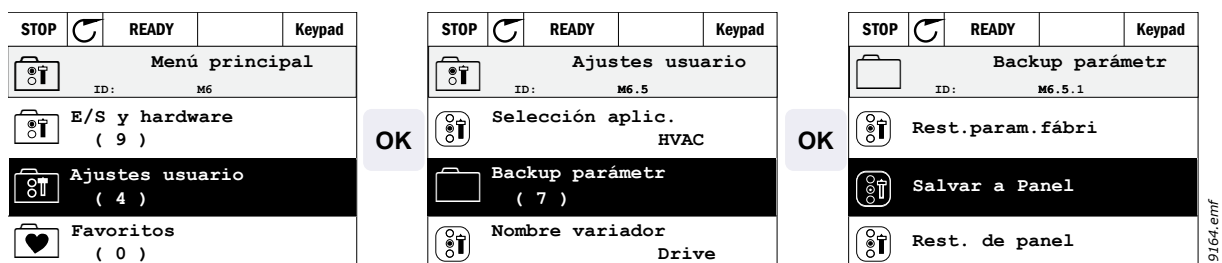 STOP READY Keypad
Menú principal
ID: M6
E/S y hardware
( 9 )
Ajustes usuario
( 4 )
Favoritos
( 0 )
OK
STOP READY Keypad
Ajustes usuario
ID: M6.5
Selección aplic.
HVAC
Backup parámetr
( 7 )
Nombre variador
Drive
OK
STOP READY Keypad
Backup parámetr
ID: M6.5.1
Rest.param.fábri
Salvar a Panel
Rest. de panel
9164.emf